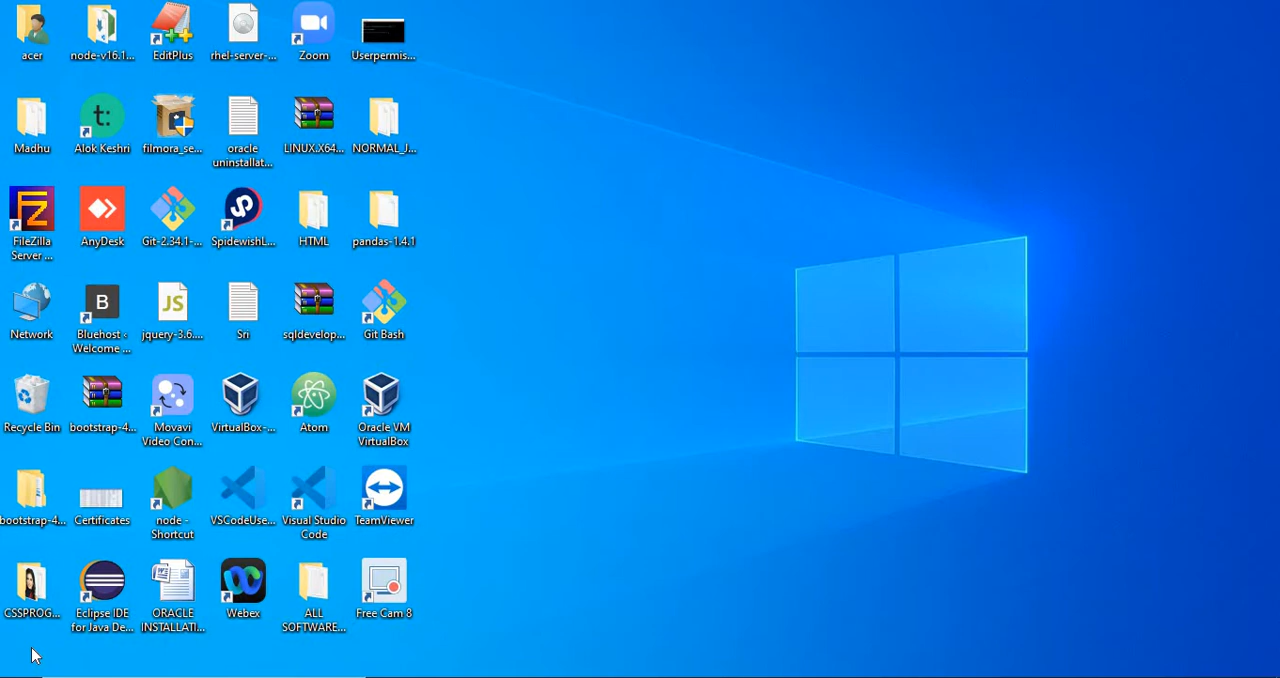 acer
node-v16.1...
EditPlus
rhel-server-...
Zoom
Userpermis...
Madhu
t:
Alok Keshri
filmora_se...
oracle
uninstallat...
LINUX.X64...
NORMAL_J...
FZ
FileZilla
Server ...
AnyDesk
Git-2.34.1-...
SpidewishL...
HTML
pandas-1.4.1
Network
B
Bluehost ‹
Welcome ...
JS
jquery-3.6....
Sri
sqldevelop...
Git Bash
Recycle Bin
bootstrap-4...
Movavi
Video Con...
VirtualBox-...
Atom
Oracle VM
VirtualBox
bootstrap-4...
Certificates
node -
Shortcut
VSCodeUse...
Visual Studio
Code
TeamViewer
CSSPROG...
Eclipse IDE
for Java De...
ORACLE
INSTALLATI...
Webex
ALL
SOFTWARE...
Free Cam 8